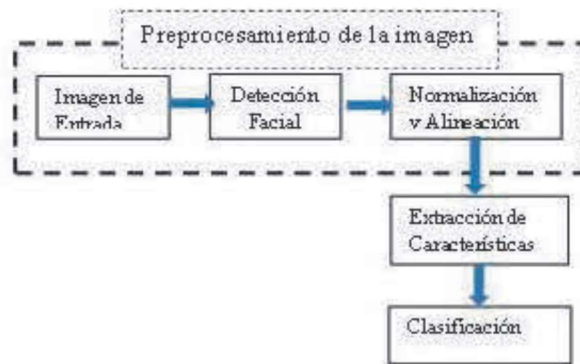 Preprocesamiento de la imagen
Imagen de
Entrada
Detección
Facial
Normalización
y Alineación
Extracción de
Características
Clasificación